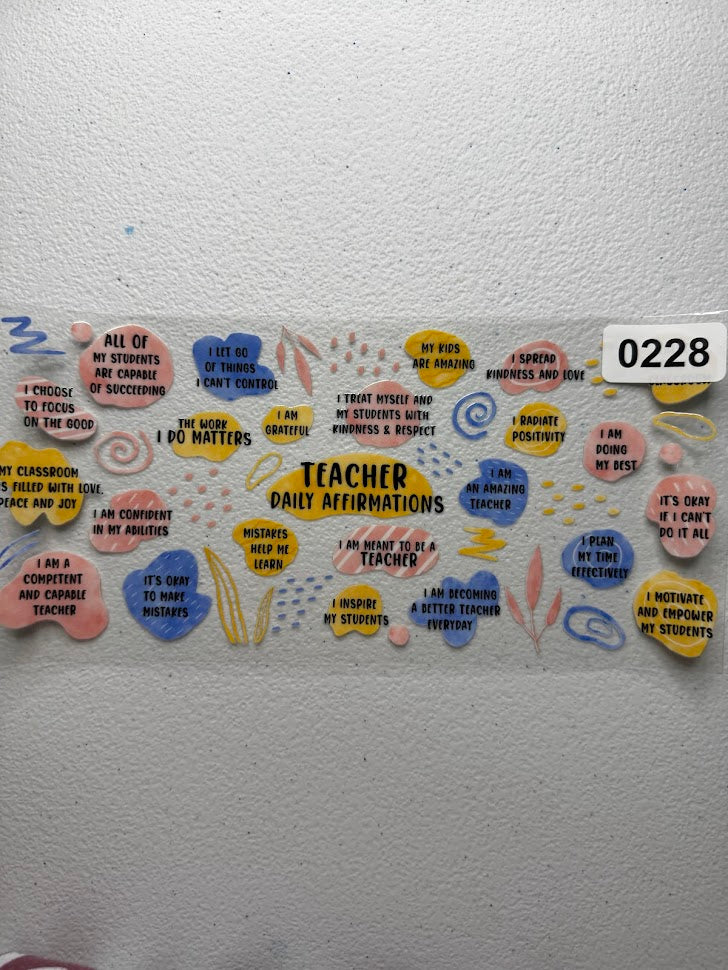 0228
ALL OF
MY STUDENTS
ARE CAPABLE
OF SUCCEEDING
I LET GO
OF THINGS
I CAN'T CONTROL
MY KIDS
ARE AMAZING
I SPREAD
KINDNESS AND LOVE
I CHOOSE
TO FOCUS
ON THE GOOD
THE WORK
I DO MATTERS
I AM
GRATEFUL
I TREAT MYSELF AND
MY STUDENTS WITH
KINDNESS & RESPECT
I RADIATE
POSITIVITY
I AM
DOING
MY BEST
MY CLASSROOM
IS FILLED WITH LOVE,
PEACE AND JOY
TEACHER
DAILY AFFIRMATIONS
I AM
AN AMAZING
TEACHER
IT'S OKAY
IF I CAN'T
DO IT ALL
I AM CONFIDENT
IN MY ABILITIES
MISTAKES
HELP ME
LEARN
I AM MEANT TO BE A
TEACHER
I PLAN
MY TIME
EFFECTIVELY
I AM A
COMPETENT
AND CAPABLE
TEACHER
IT'S OKAY
TO MAKE
MISTAKES
I INSPIRE
MY STUDENTS
I AM BECOMING
A BETTER TEACHER
EVERYDAY
I MOTIVATE
AND EMPOWER
MY STUDENTS